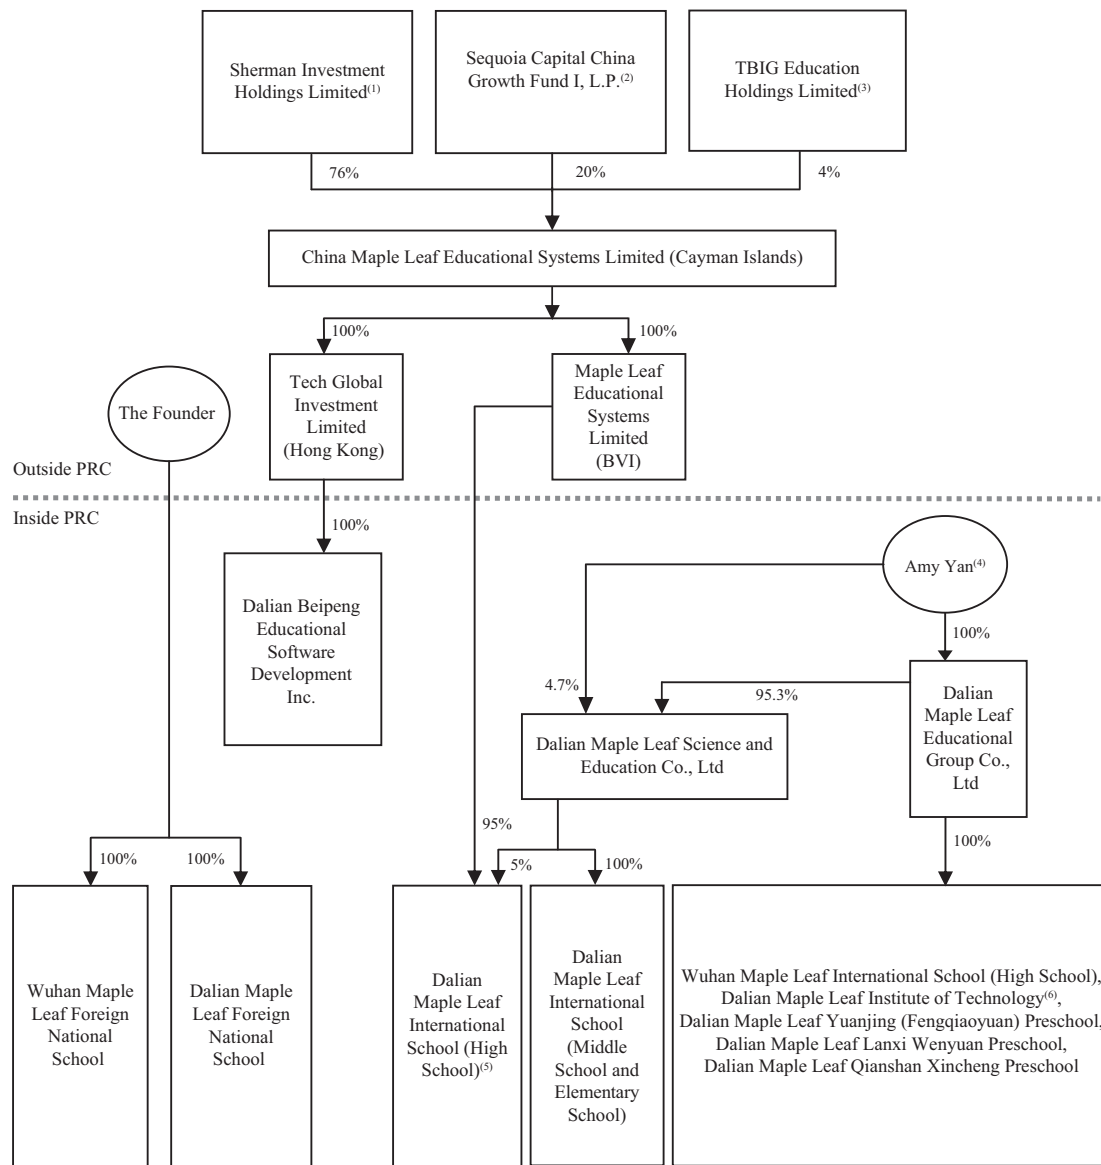 Sherman Investment
Holdings Limited(1)
Sequoia Capital China
Growth Fund I, L.P.(2)
TBIG Education
Holdings Limited(3)
76%
20%
4%
China Maple Leaf Educational Systems Limited (Cayman Islands)
100%
100%
The Founder
Tech Global
Investment
Limited
(Hong Kong)
Maple Leaf
Educational
Systems
Limited
(BVI)
Outside PRC
Inside PRC
100%
Dalian Beipeng
Educational
Software
Development
Inc.
Amy Yan(4)
100%
4.7%
95.3%
Dalian Maple Leaf Science and
Education Co., Ltd
Dalian
Maple Leaf
Educational
Group Co.,
Ltd
100%
100%
95%
5%
100%
100%
Wuhan Maple
Leaf Foreign
National
School
Dalian Maple
Leaf Foreign
National
School
Dalian
Maple Leaf
International
School (High
School)(5)
Dalian
Maple Leaf
International
School
(Middle
School and
Elementary
School)
Wuhan Maple Leaf International School (High School),
Dalian Maple Leaf Institute of Technology(6),
Dalian Maple Leaf Yuanjing (Fengqiaoyuan) Preschool,
Dalian Maple Leaf Lanxi Wenyuan Preschool,
Dalian Maple Leaf Qianshan Xincheng Preschool